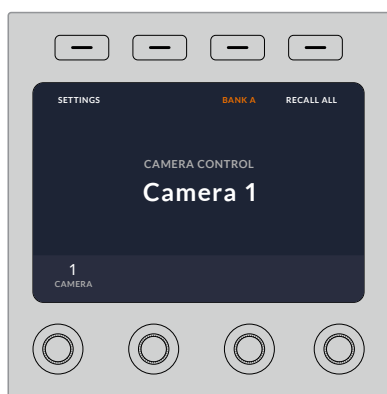 SETTINGS BANK A RECALL ALL
CAMERA CONTROL
Camera 1
1
CAMERA